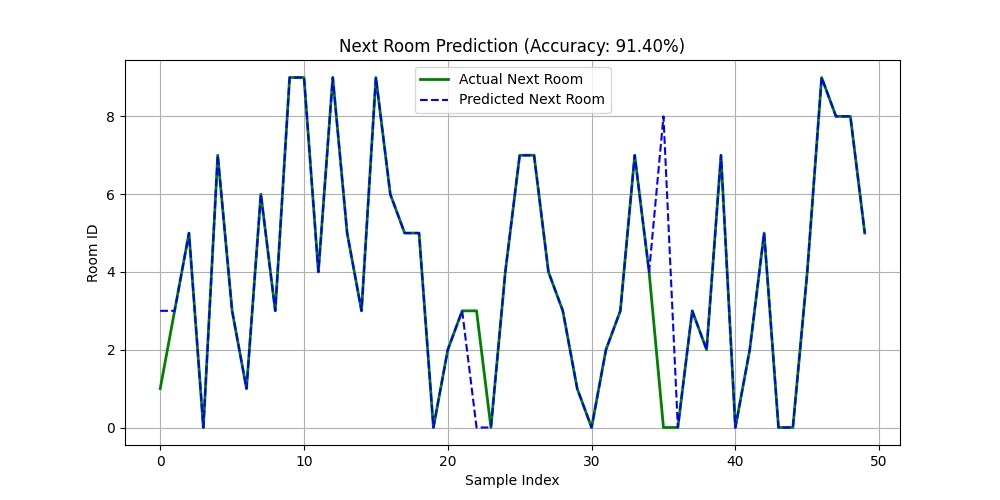 Next Room Prediction (Accuracy: 91.40%)
Actual Next Room
Predicted Next Room
Room ID
8
6
4
2
0
0 10 20 30 40 50
Sample Index